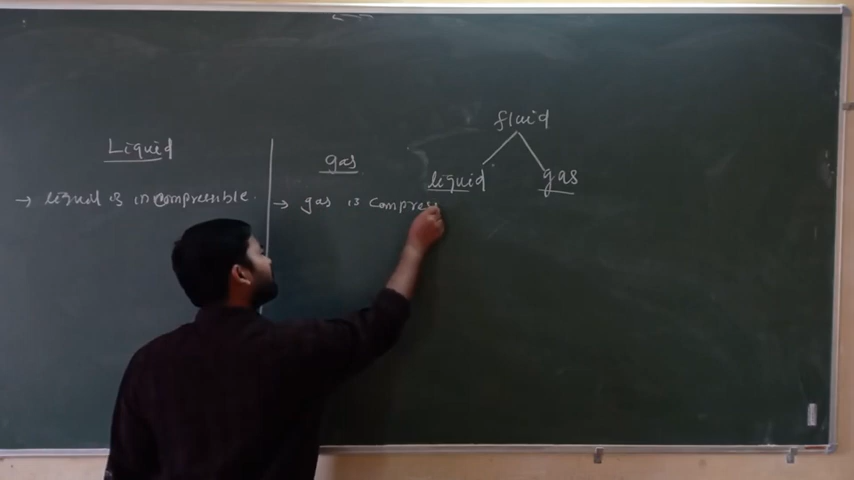 fluid
liquid gas
Liquid
→ liquid is incompressible.
gas
→ gas is compress